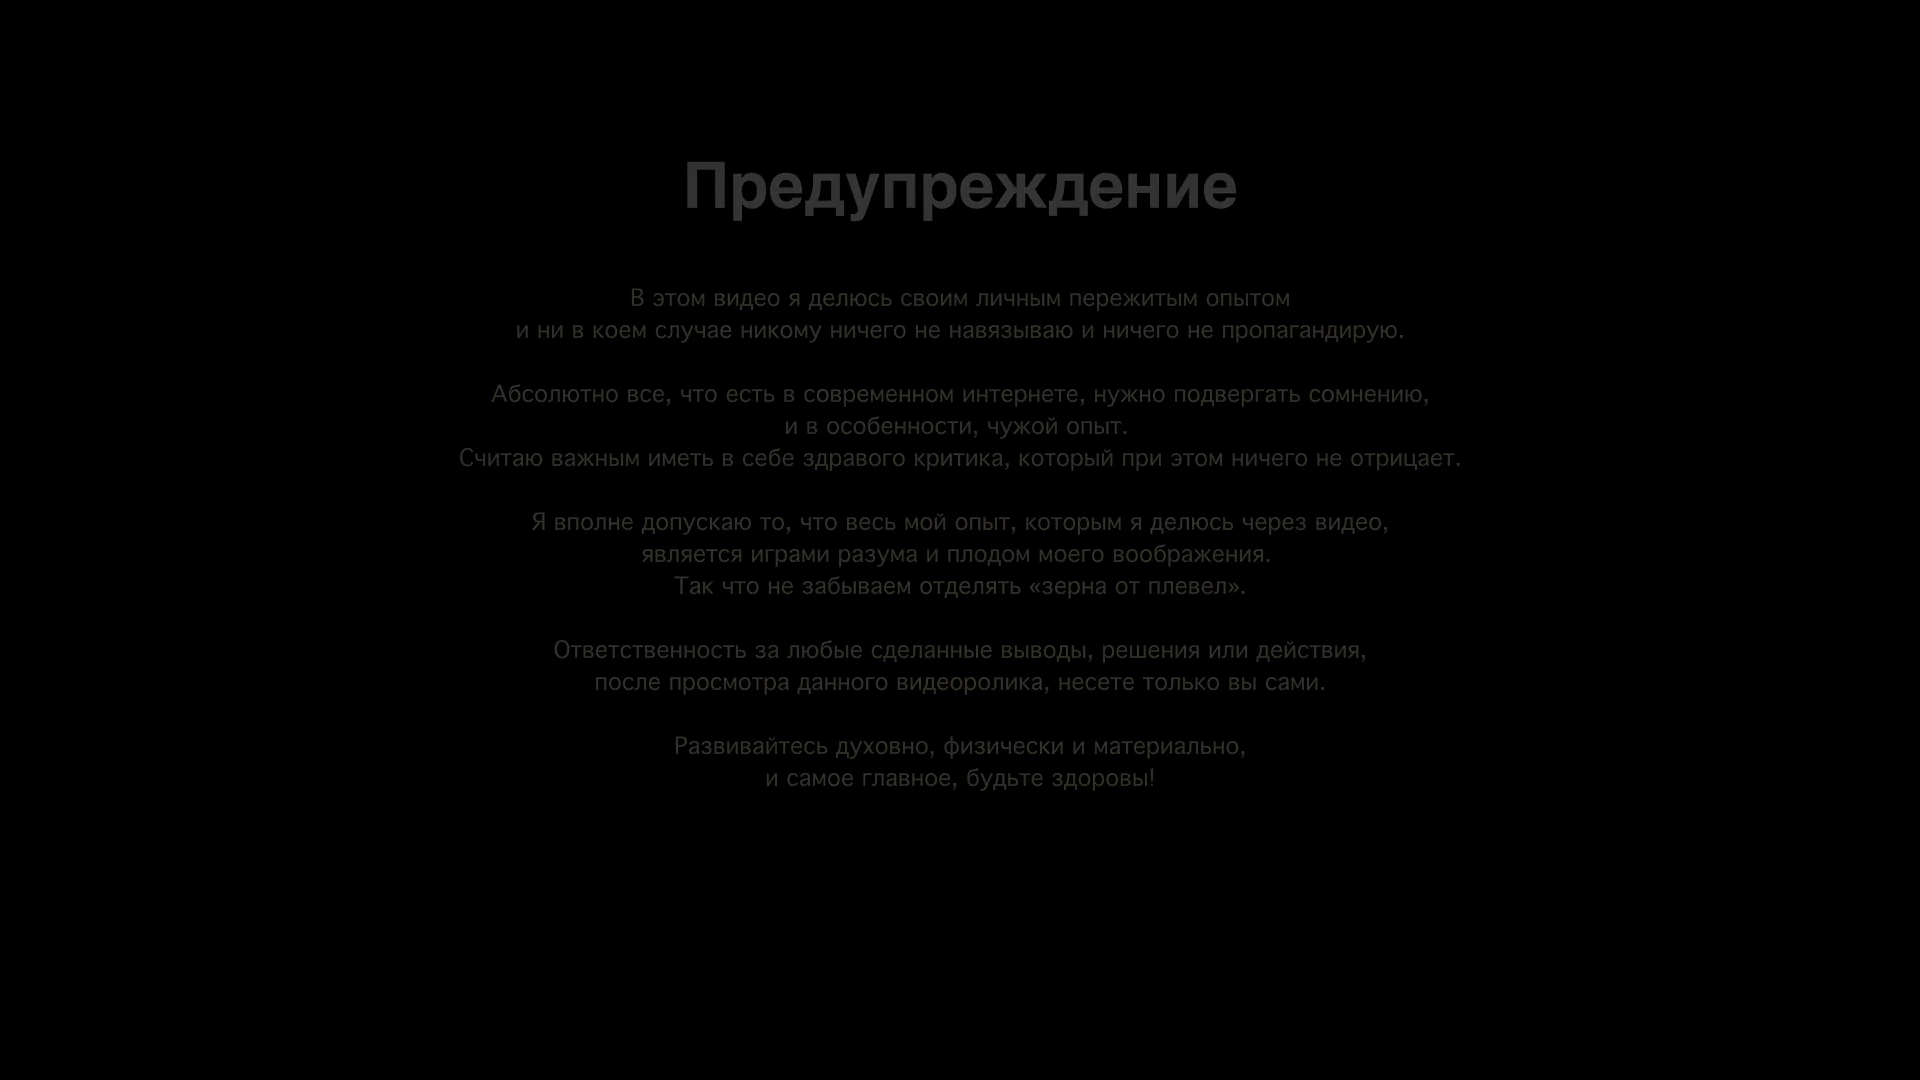 Предупреждение
В этом видео я делюсь своим личным пережитым опытом
и ни в коем случае никому ничего не навязываю и ничего не пропагандирую.
Абсолютно все, что есть в современном интернете, нужно подвергать сомнению,
и в особенности, чужой опыт.
Считаю важным иметь в себе здравого критика, который при этом ничего не отрицает.
Я вполне допускаю то, что весь мой опыт, которым я делюсь через видео,
является играми разума и плодом моего воображения.
Так что не забываем отделять «зерна от плевел».
Ответственность за любые сделанные выводы, решения или действия,
после просмотра данного видеоролика, несете только вы сами.
Развивайтесь духовно, физически и материально,
и самое главное, будьте здоровы!